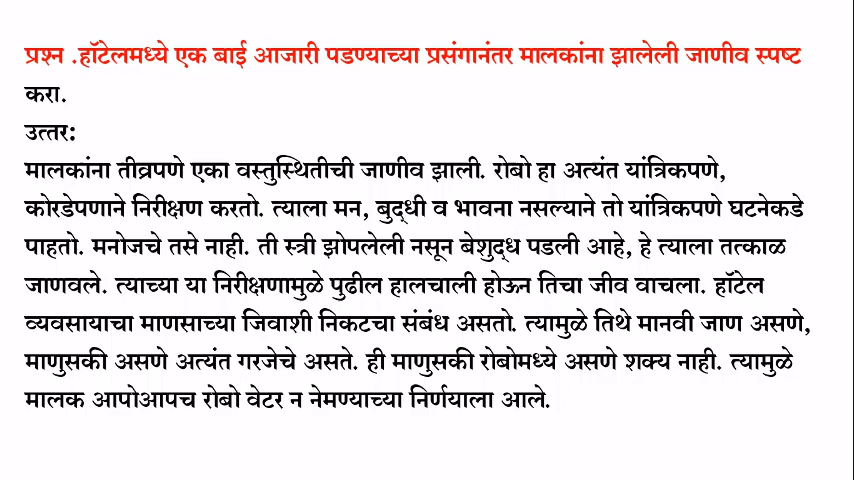 प्रश्न .हॉटेलमध्ये एक बाई आजारी पडण्याच्या प्रसंगानंतर मालकांना झालेली जाणीव स्पष्ट
करा.
उत्तर:
मालकांना तीव्रपणे एका वस्तुस्थितीची जाणीव झाली. रोबो हा अत्यंत यांत्रिकपणे,
कोरडेपणाने निरीक्षण करतो. त्याला मन, बुद्धी व भावना नसल्याने तो यांत्रिकपणे घटनेकडे
पाहतो. मनोजचे तसे नाही. ती स्त्री झोपलेली नसून बेशुद्ध पडली आहे, हे त्याला तत्काळ
जाणवले. त्याच्या या निरीक्षणामुळे पुढील हालचाली होऊन तिचा जीव वाचला. हॉटेल
व्यवसायाचा माणसाच्या जिवाशी निकटचा संबंध असतो. त्यामुळे तिथे मानवी जाण असणे,
माणुसकी असणे अत्यंत गरजेचे असते. ही माणुसकी रोबोमध्ये असणे शक्य नाही. त्यामुळे
मालक आपोआपच रोबो वेटर न नेमण्याच्या निर्णयाला आले.